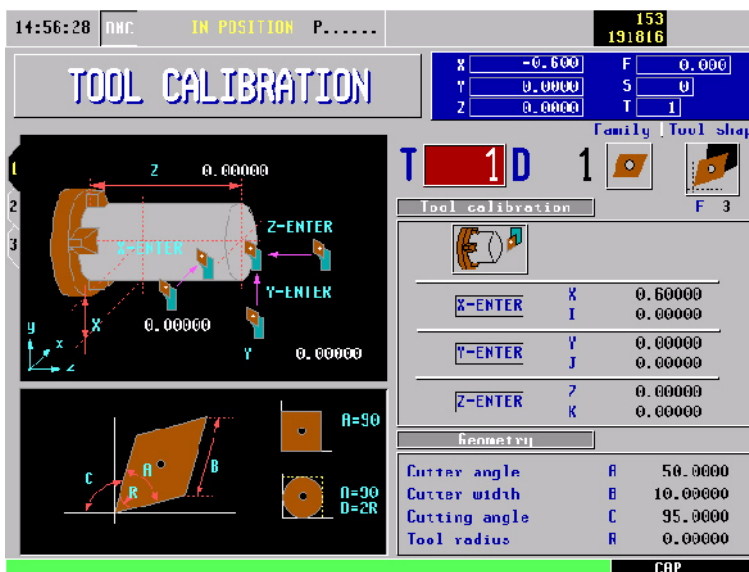 14:56:28 DNC IN POSITION P...... 153
191816
TOOL CALIBRATION
X -0.600 F 0.000
Y 0.0000 S 0
Z 0.0000 T 1
Family Tool shap
T 1 D 1
F 3
1
2
3
Z 0.00000
Z-ENTER
X-ENTER
Y-ENTER
X 0.00000
Y 0.00000
y
x
z
Tool calibration
X-ENTER X 0.60000
I 0.00000
Y-ENTER Y 0.00000
J 0.00000
Z-ENTER Z 0.00000
K 0.00000
A=90
A B
C R
A=90
D=2R
Geometry
Cutter angle A 50.0000
Cutter width B 10.00000
Cutting angle C 95.0000
Tool radius R 0.00000
CAP